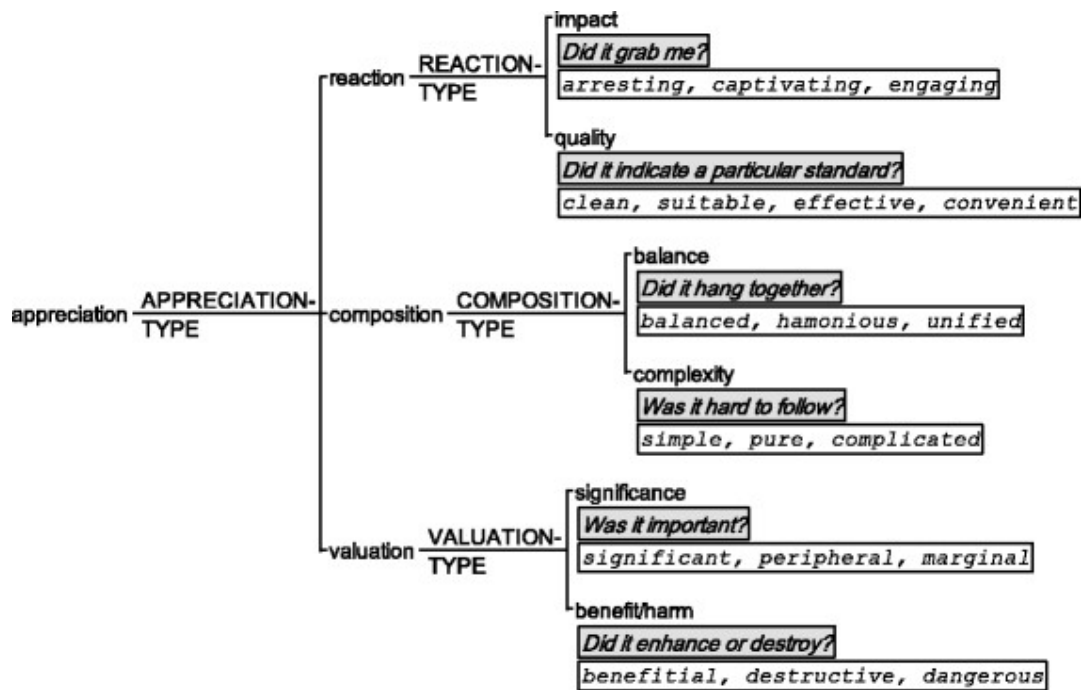 impact
Did it grab me?
arresting, captivating, engaging
reaction
REACTION-
TYPE
quality
Did it indicate a particular standard?
clean, suitable, effective, convenient
appreciation
APPRECIATION-
TYPE
composition
COMPOSITION-
TYPE
balance
Did it hang together?
balanced, hamonious, unified
complexity
Was it hard to follow?
simple, pure, complicated
valuation
VALUATION-
TYPE
significance
Was it important?
significant, peripheral, marginal
benefit/harm
Did it enhance or destroy?
benefitial, destructive, dangerous